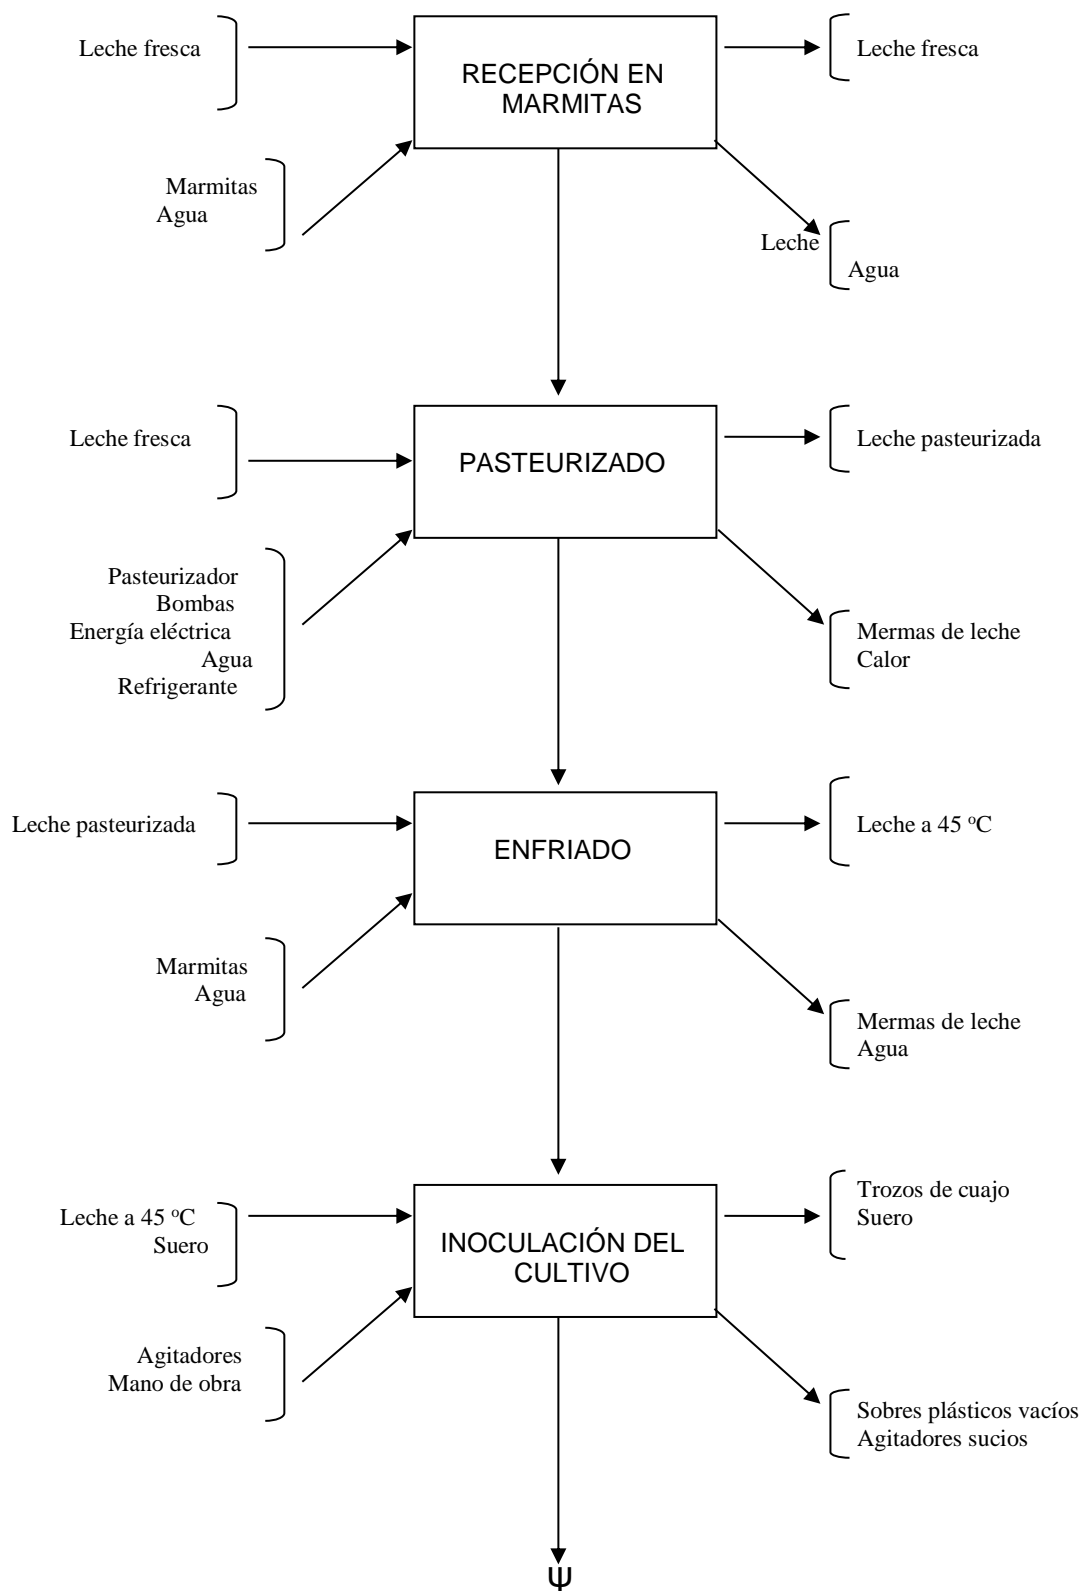 Leche fresca
RECEPCIÓN EN
MARMITAS
Leche fresca
Marmitas
Agua
Leche
Agua
Leche fresca
PASTEURIZADO
Leche pasteurizada
Pasteurizador
Bombas
Energía eléctrica
Agua
Refrigerante
Mermas de leche
Calor
Leche pasteurizada
ENFRIADO
Leche a 45 ºC
Marmitas
Agua
Mermas de leche
Agua
Leche a 45 ºC
Suero
INOCULACIÓN DEL
CULTIVO
Trozos de cuajo
Suero
Agitadores
Mano de obra
Sobres plásticos vacíos
Agitadores sucios
ψ